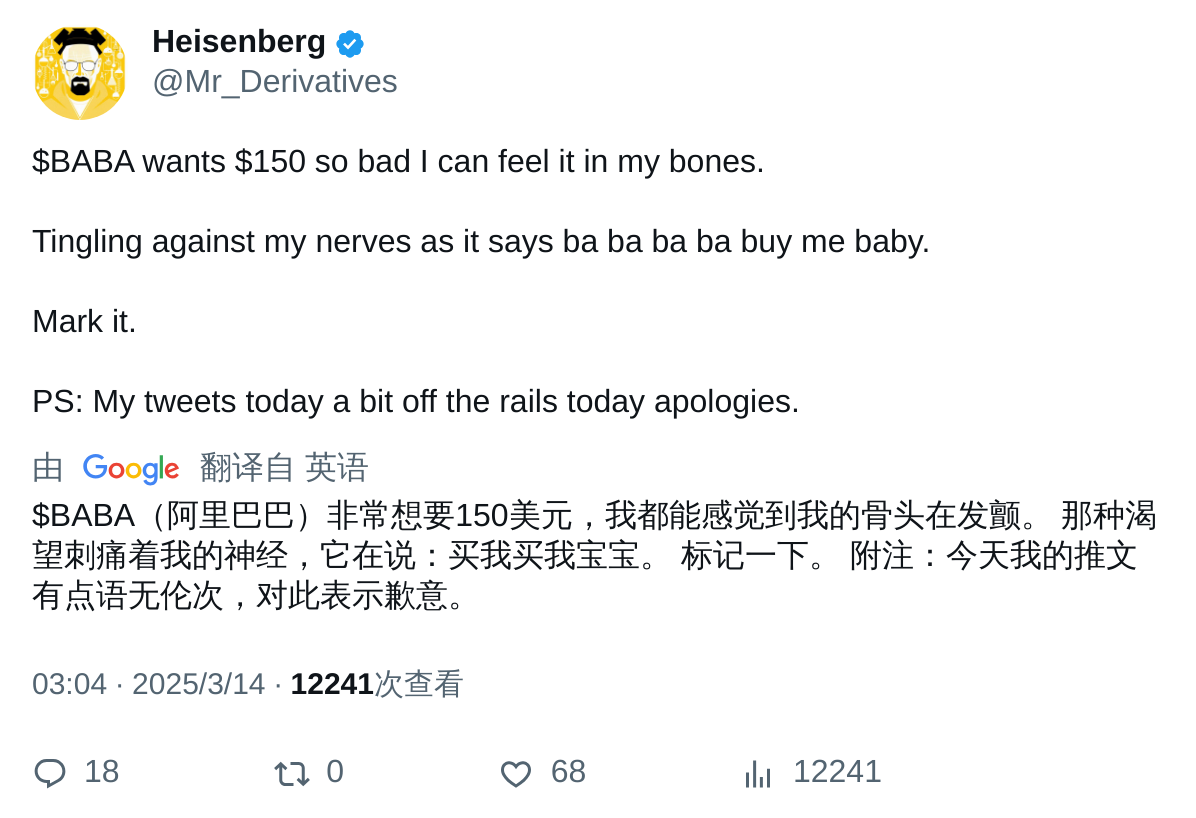 Heisenberg
@Mr_Derivatives
$BABA wants $150 so bad I can feel it in my bones.
Tingling against my nerves as it says ba ba ba ba buy me baby.
Mark it.
PS: My tweets today a bit off the rails today apologies.
由 Google 翻译自 英语
$BABA（阿里巴巴）非常想要150美元，我都能感觉到我的骨头在发颤。 那种渴
望刺痛着我的神经，它在说：买我买我宝宝。 标记一下。 附注：今天我的推文
有点语无伦次，对此表示歉意。
03:04 · 2025/3/14 · 12241次查看
18 0 68 12241